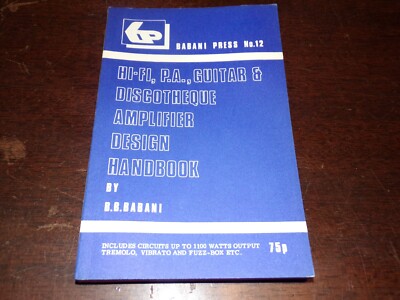 bp
BABANI PRESS No.12
HI-FI, P.A., GUITAR &
DISCOTHEQUE
AMPLIFIER
DESIGN
HANDBOOK
BY
B.B.BABANI
INCLUDES CIRCUITS UP TO 1100 WATTS OUTPUT
TREMOLO, VIBRATO AND FUZZ-BOX ETC.
75p